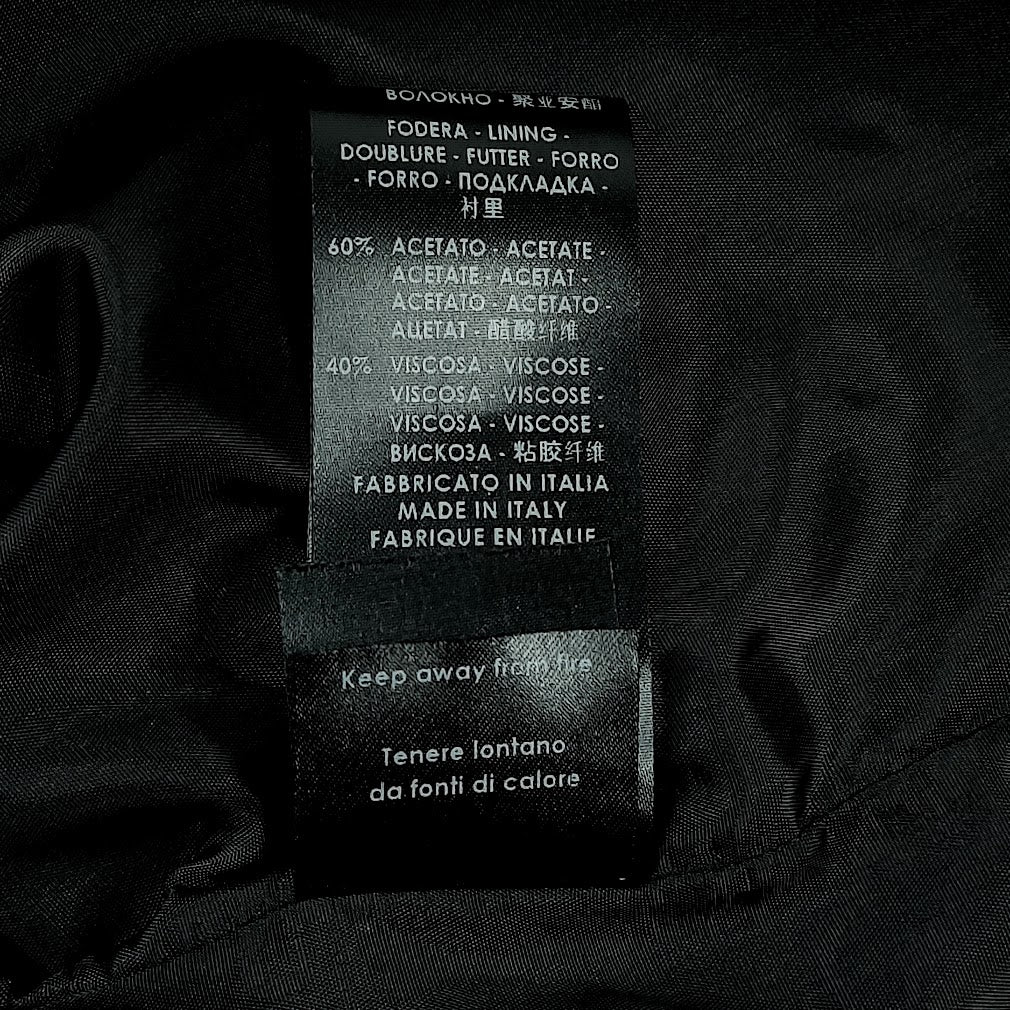 ВОЛОКНО - 聚亚安酯
FODERA - LINING -
DOUBLURE - FUTTER - FORRO
- FORRO - ПОДКЛАДКА -
衬里
60% ACETATO - ACETATE -
ACETATE - ACETAT -
ACETATO - ACETATO -
АЦЕТАТ - 醋酸纤维
40% VISCOSA - VISCOSE -
VISCOSA - VISCOSE -
VISCOSA - VISCOSE -
ВИСКОЗА - 粘胶纤维
FABBRICATO IN ITALIA
MADE IN ITALY
FABRIQUE EN ITALIE
Keep away from fire
Tenere lontano
da fonti di calore